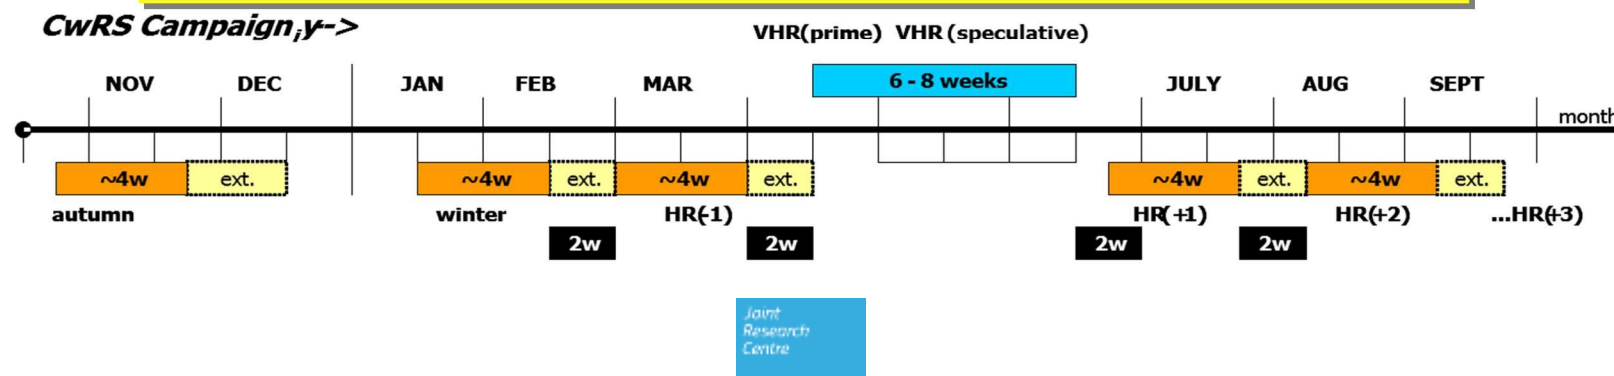 CwRS Campaign,iy->
VHR(prime) VHR (speculative)
NOV DEC JAN FEB MAR 6 - 8 weeks JULY AUG SEPT
month
~4w ext. ~4w ext. ~4w ext. ~4w ext. ~4w ext.
autumn winter HR(-1) HR(+1) HR(+2) ...HR(+3)
2w 2w 2w 2w
Joint
Research
Centre